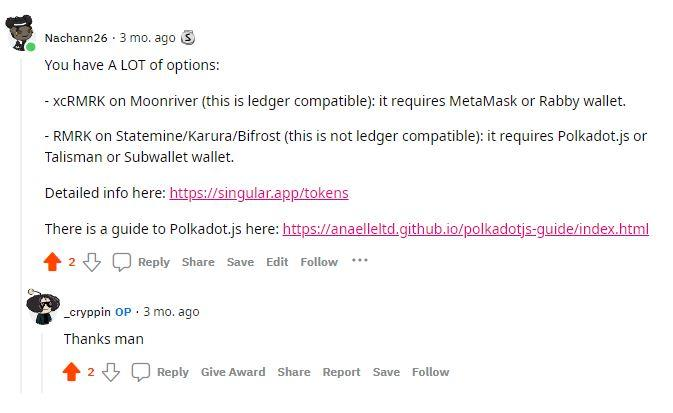 Nachann26 · 3 mo. ago
You have A LOT of options:
- xcRMRK on Moonriver (this is ledger compatible): it requires MetaMask or Rabby wallet.
- RMRK on Statemine/Karura/Bifrost (this is not ledger compatible): it requires Polkadot.js or
Talisman or Subwallet wallet.
Detailed info here: https://singular.app/tokens
There is a guide to Polkadot.js here: https://anaelleltd.github.io/polkadotjs-guide/index.html
2 Reply Share Save Edit Follow ···
_cryppin OP · 3 mo. ago
Thanks man
2 Reply Give Award Share Report Save Follow